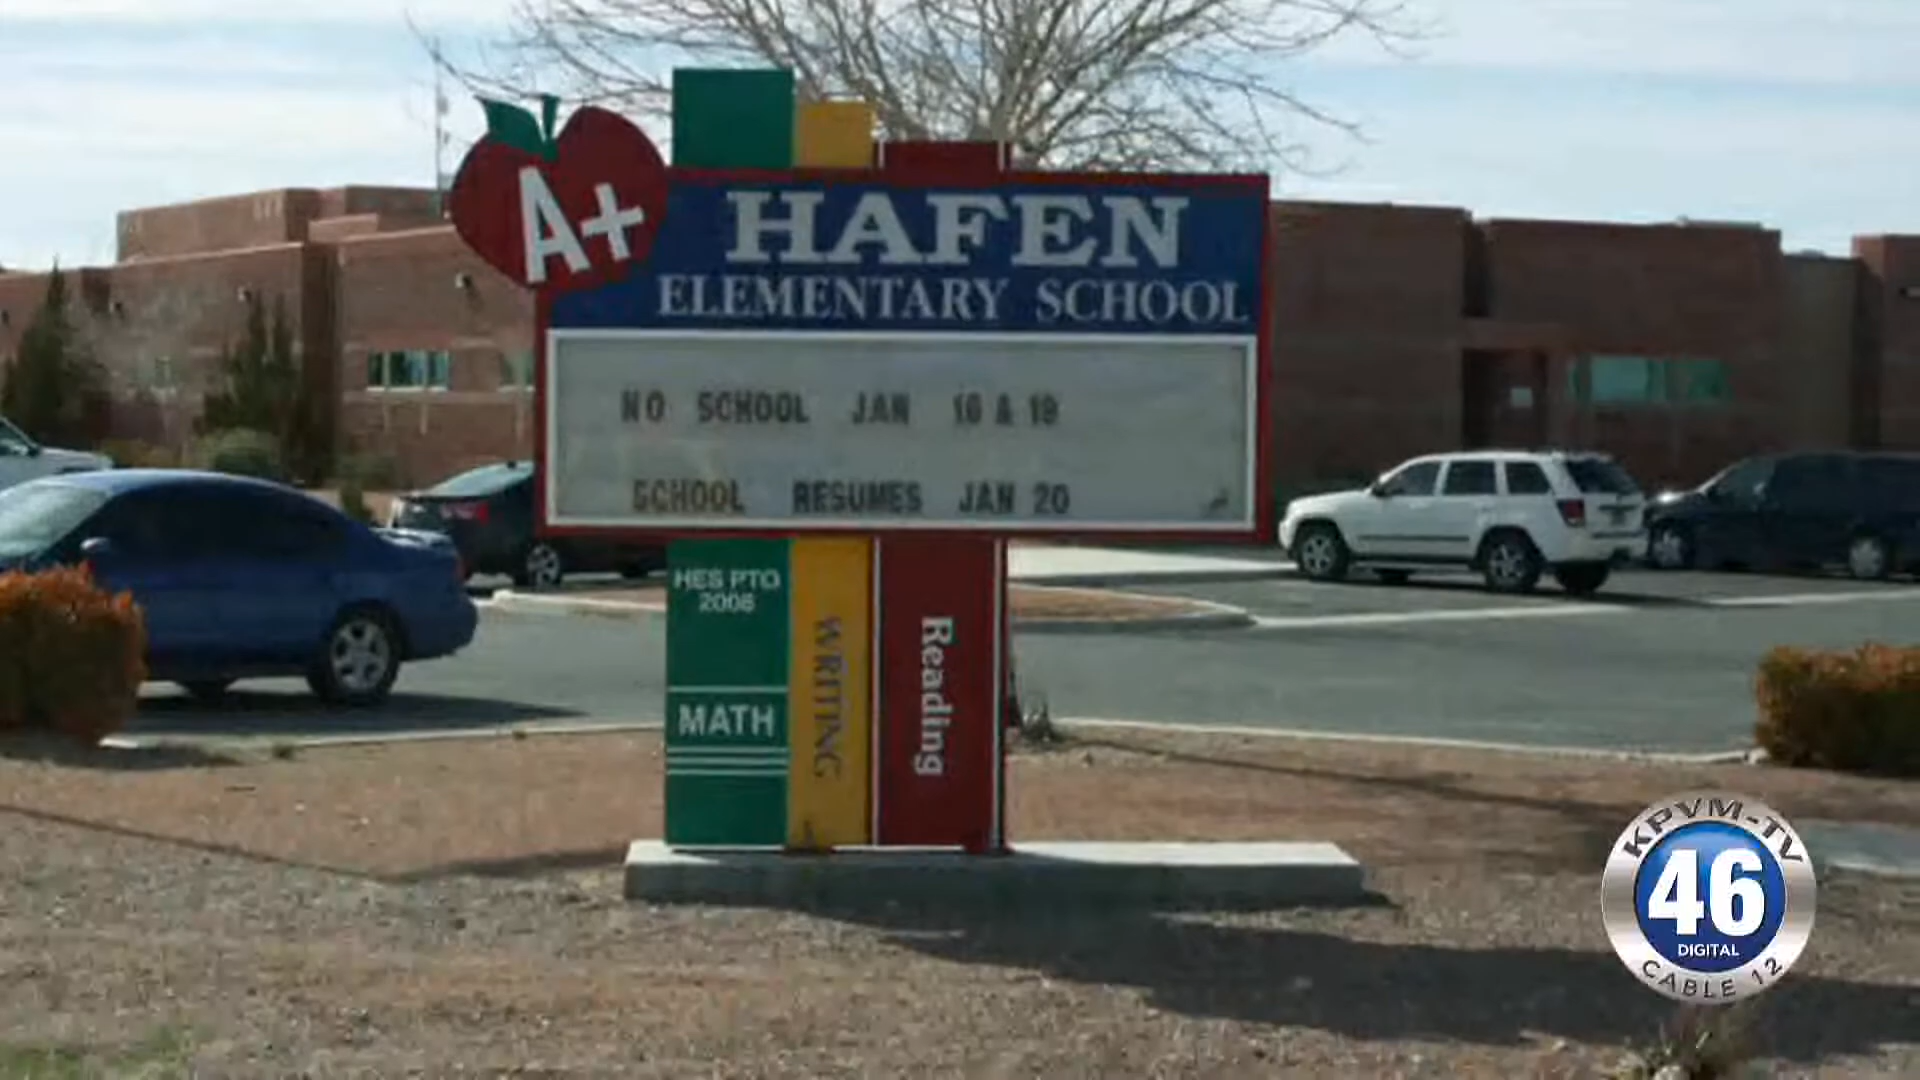 A+
HAFEN
ELEMENTARY SCHOOL
NO SCHOOL JAN 16 & 19
SCHOOL RESUMES JAN 20
HES PTO
2008
MATH
WRITING
Reading
KPVM-TV
46
DIGITAL
CABLE 12